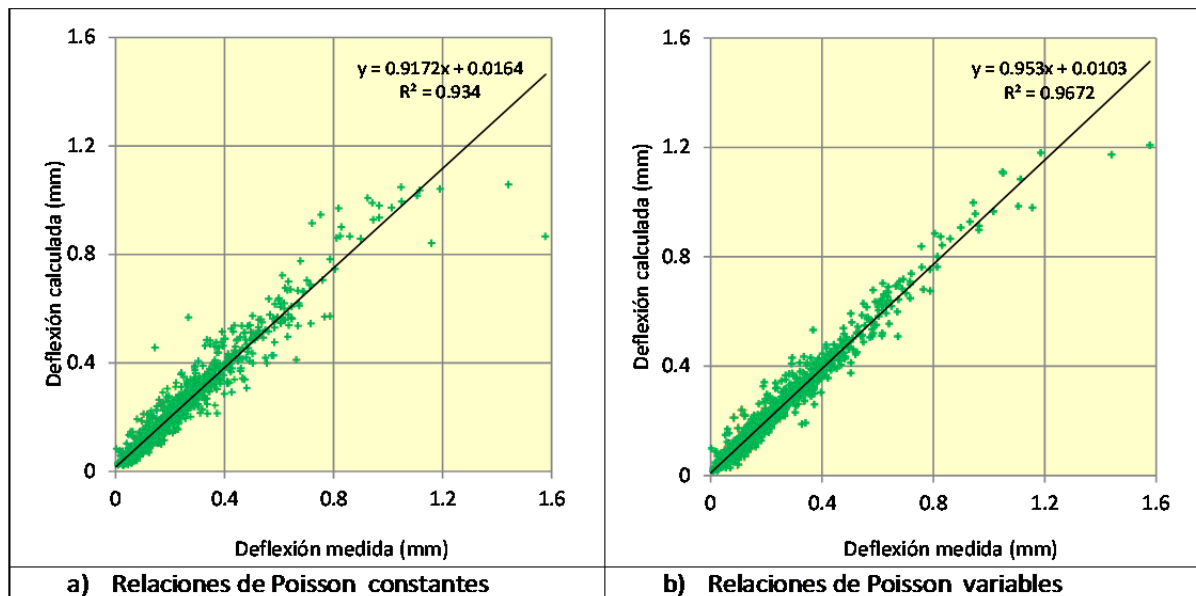 1.6
y = 0.9172x + 0.0164
R² = 0.934
1.2
0.8
0.4
0
0 0.4 0.8 1.2 1.6
Deflexión calculada (mm)
Deflexión medida (mm)
a) Relaciones de Poisson constantes
1.6
y = 0.953x + 0.0103
R² = 0.9672
1.2
0.8
0.4
0
0 0.4 0.8 1.2 1.6
Deflexión calculada (mm)
Deflexión medida (mm)
b) Relaciones de Poisson variables